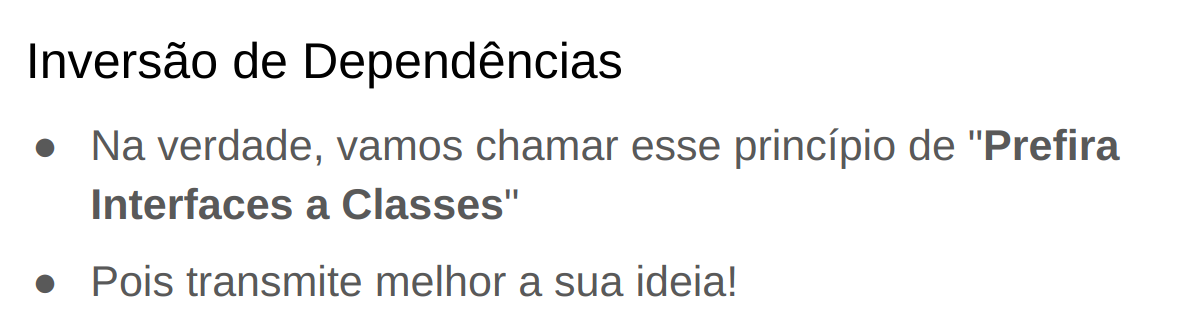 Inversão de Dependências
● Na verdade, vamos chamar esse princípio de "Prefira
Interfaces a Classes"
● Pois transmite melhor a sua ideia!